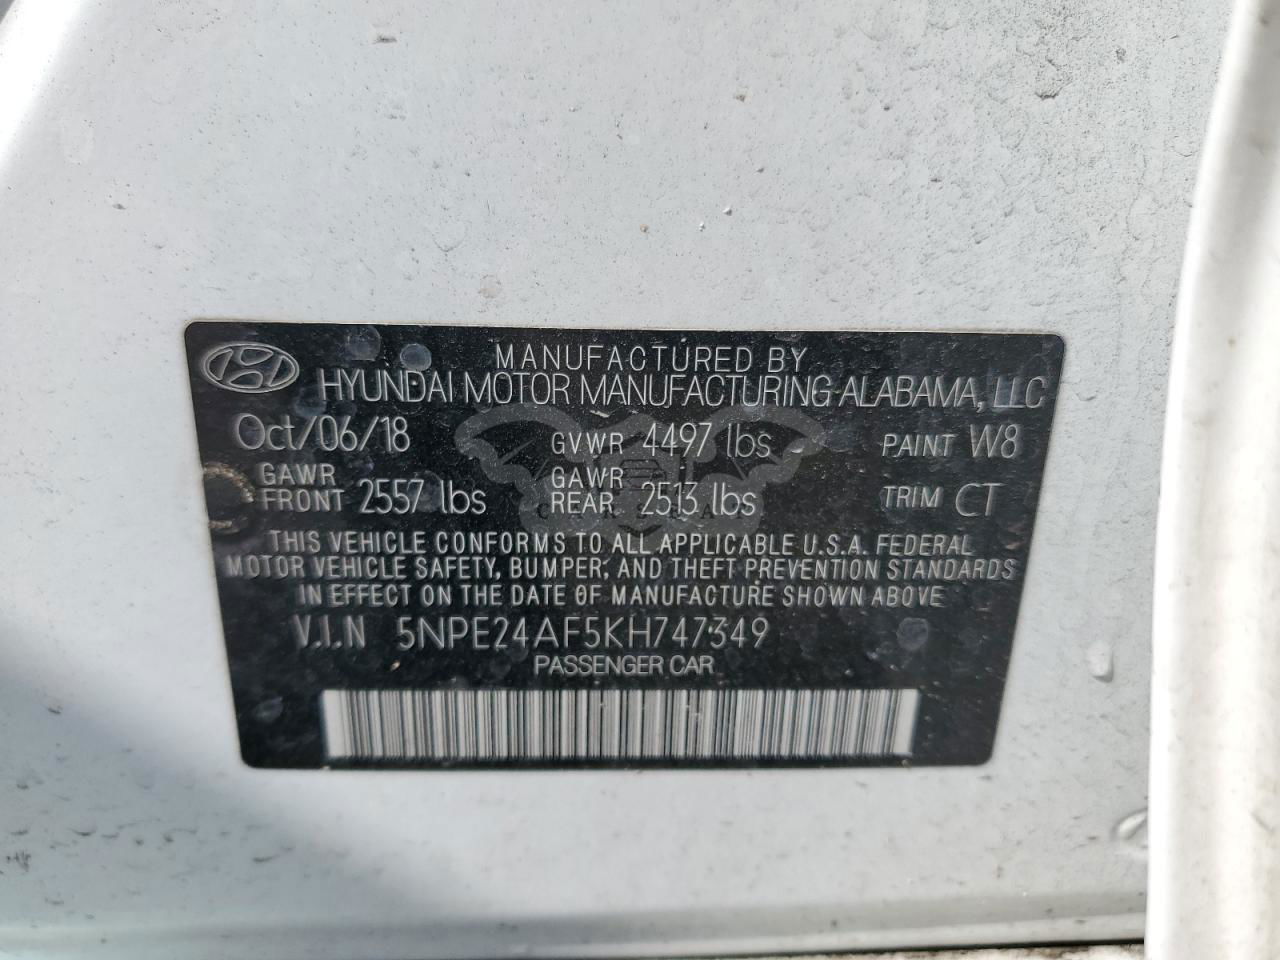 MANUFACTURED BY
HYUNDAI MOTOR MANUFACTURING ALABAMA, LLC
Oct/06/18 GVWR 4497 lbs PAINT W8
GAWR FRONT 2557 lbs GAWR REAR 2513 lbs TRIM CT
THIS VEHICLE CONFORMS TO ALL APPLICABLE U.S.A. FEDERAL
MOTOR VEHICLE SAFETY, BUMPER, AND THEFT PREVENTION STANDARDS
IN EFFECT ON THE DATE OF MANUFACTURE SHOWN ABOVE
V.I.N 5NPE24AF5KH747349
PASSENGER CAR